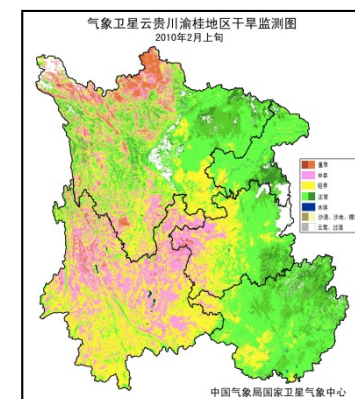 气象卫星云贵川渝桂地区干旱监测图
2010年2月上旬
重旱
中旱
轻旱
正常
水体
云雪、过湿
中国气象局国家卫星气象中心